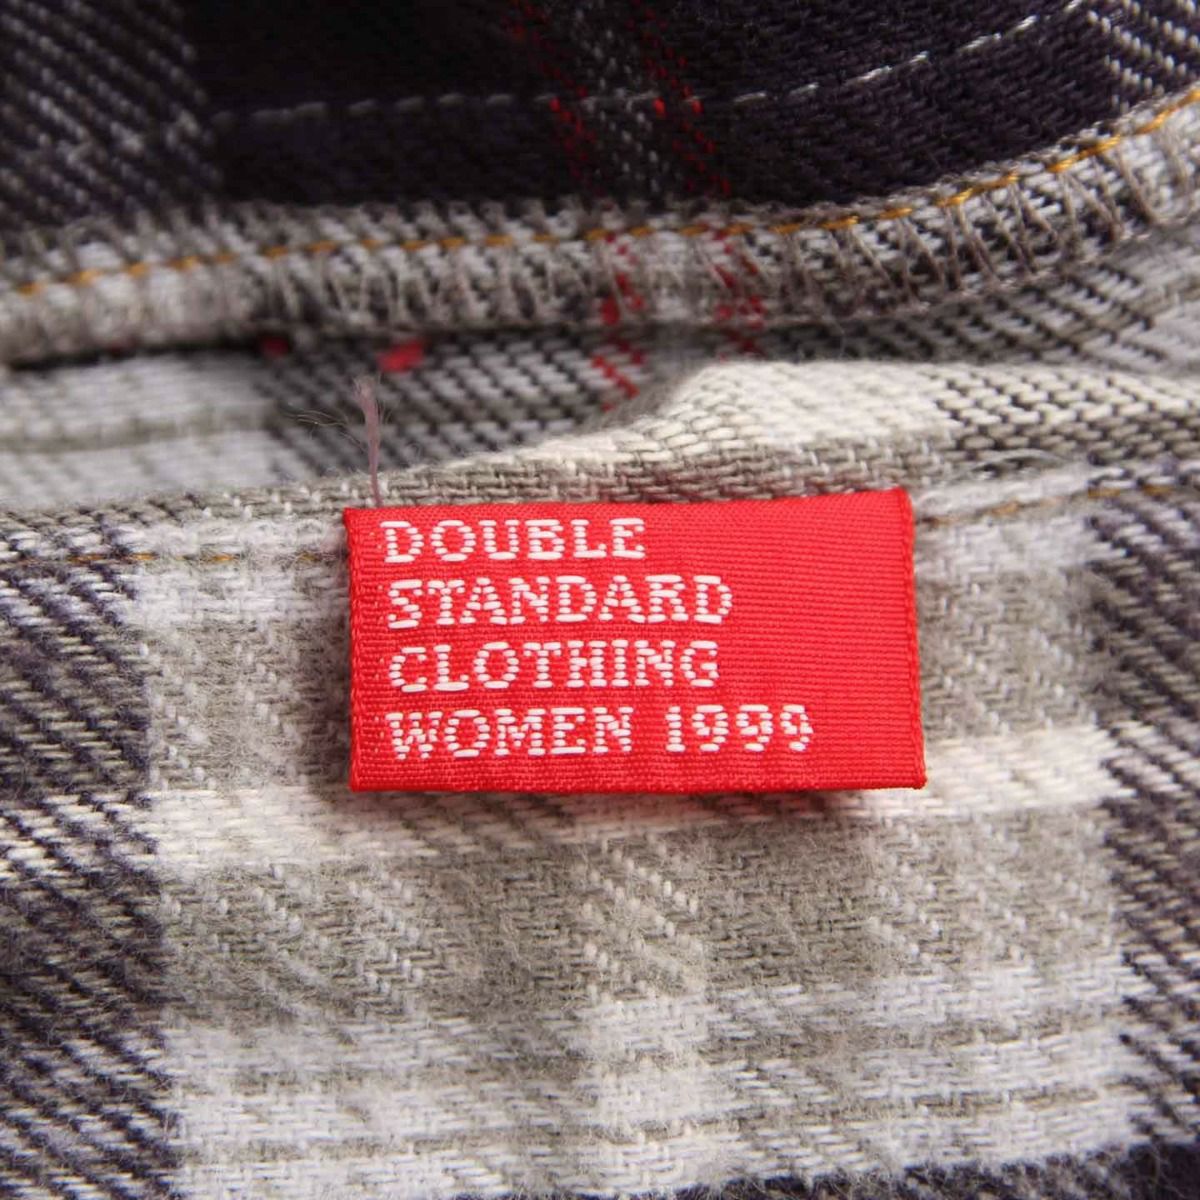 DOUBLE
STANDARD
CLOTHING
WOMEN 1999